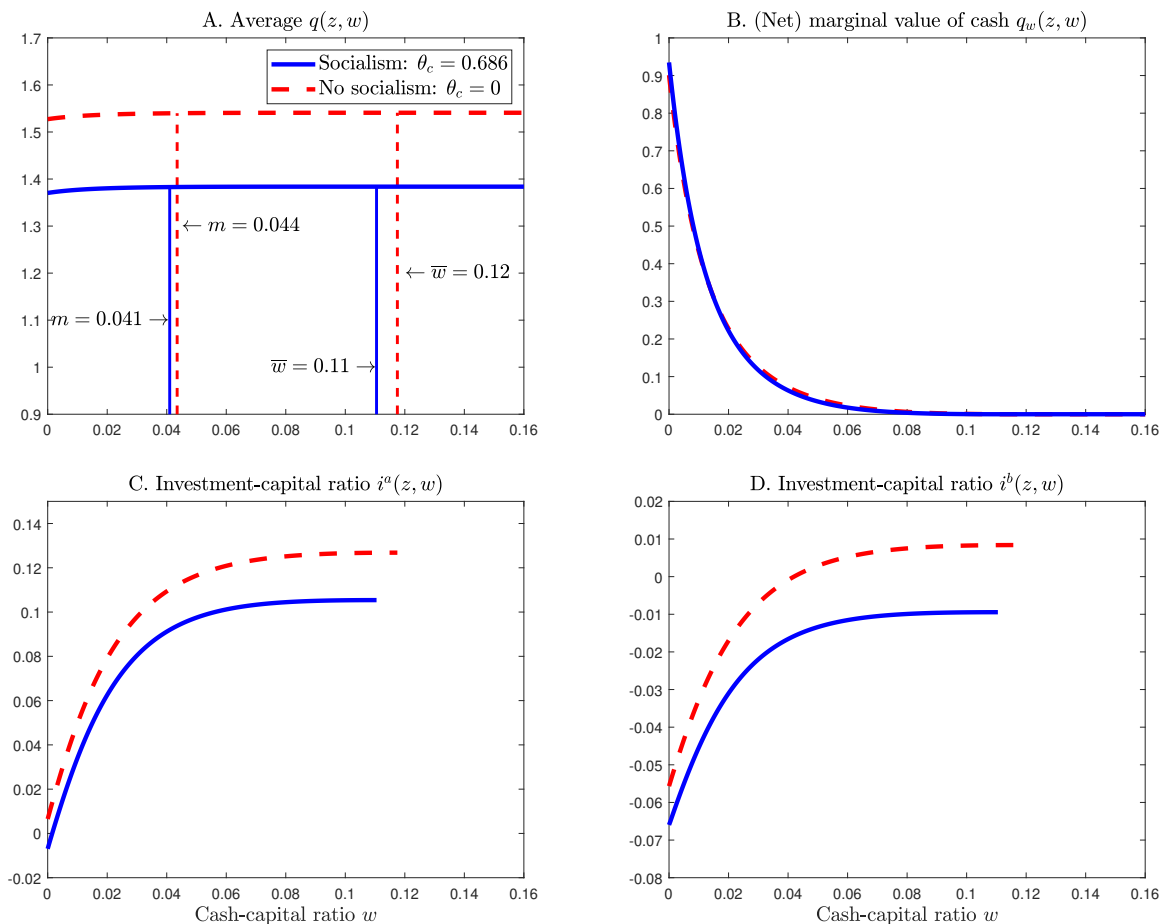 A. Average q(z, w)
1.7
1.6
1.5
1.4
1.3
1.2
1.1
1
0.9
0 0.02 0.04 0.06 0.08 0.1 0.12 0.14 0.16
Socialism: θ_c = 0.686
No socialism: θ_c = 0
← m = 0.044
← w̅ = 0.12
m = 0.041 →
w̅ = 0.11 →
B. (Net) marginal value of cash q_w(z, w)
1
0.9
0.8
0.7
0.6
0.5
0.4
0.3
0.2
0.1
0
0 0.02 0.04 0.06 0.08 0.1 0.12 0.14 0.16
C. Investment-capital ratio i^a(z, w)
0.14
0.12
0.1
0.08
0.06
0.04
0.02
0
-0.02
0 0.02 0.04 0.06 0.08 0.1 0.12 0.14 0.16
Cash-capital ratio w
D. Investment-capital ratio i^b(z, w)
0.02
0.01
0
-0.01
-0.02
-0.03
-0.04
-0.05
-0.06
-0.07
-0.08
0 0.02 0.04 0.06 0.08 0.1 0.12 0.14 0.16
Cash-capital ratio w